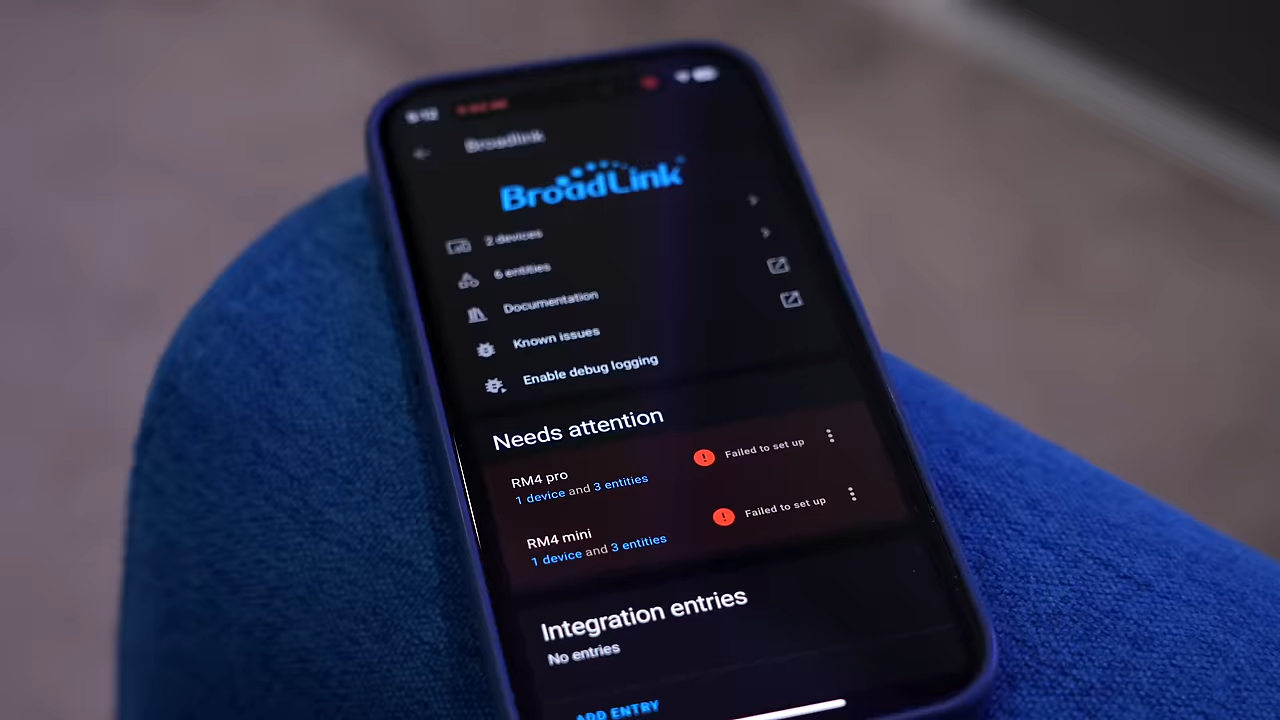 9:12
Broadlink
BroadLink
2 devices
6 entities
Documentation
Known issues
Enable debug logging
Needs attention
RM4 pro
Failed to set up
1 device and 3 entities
RM4 mini
Failed to set up
1 device and 3 entities
Integration entries
No entries
ADD ENTRY